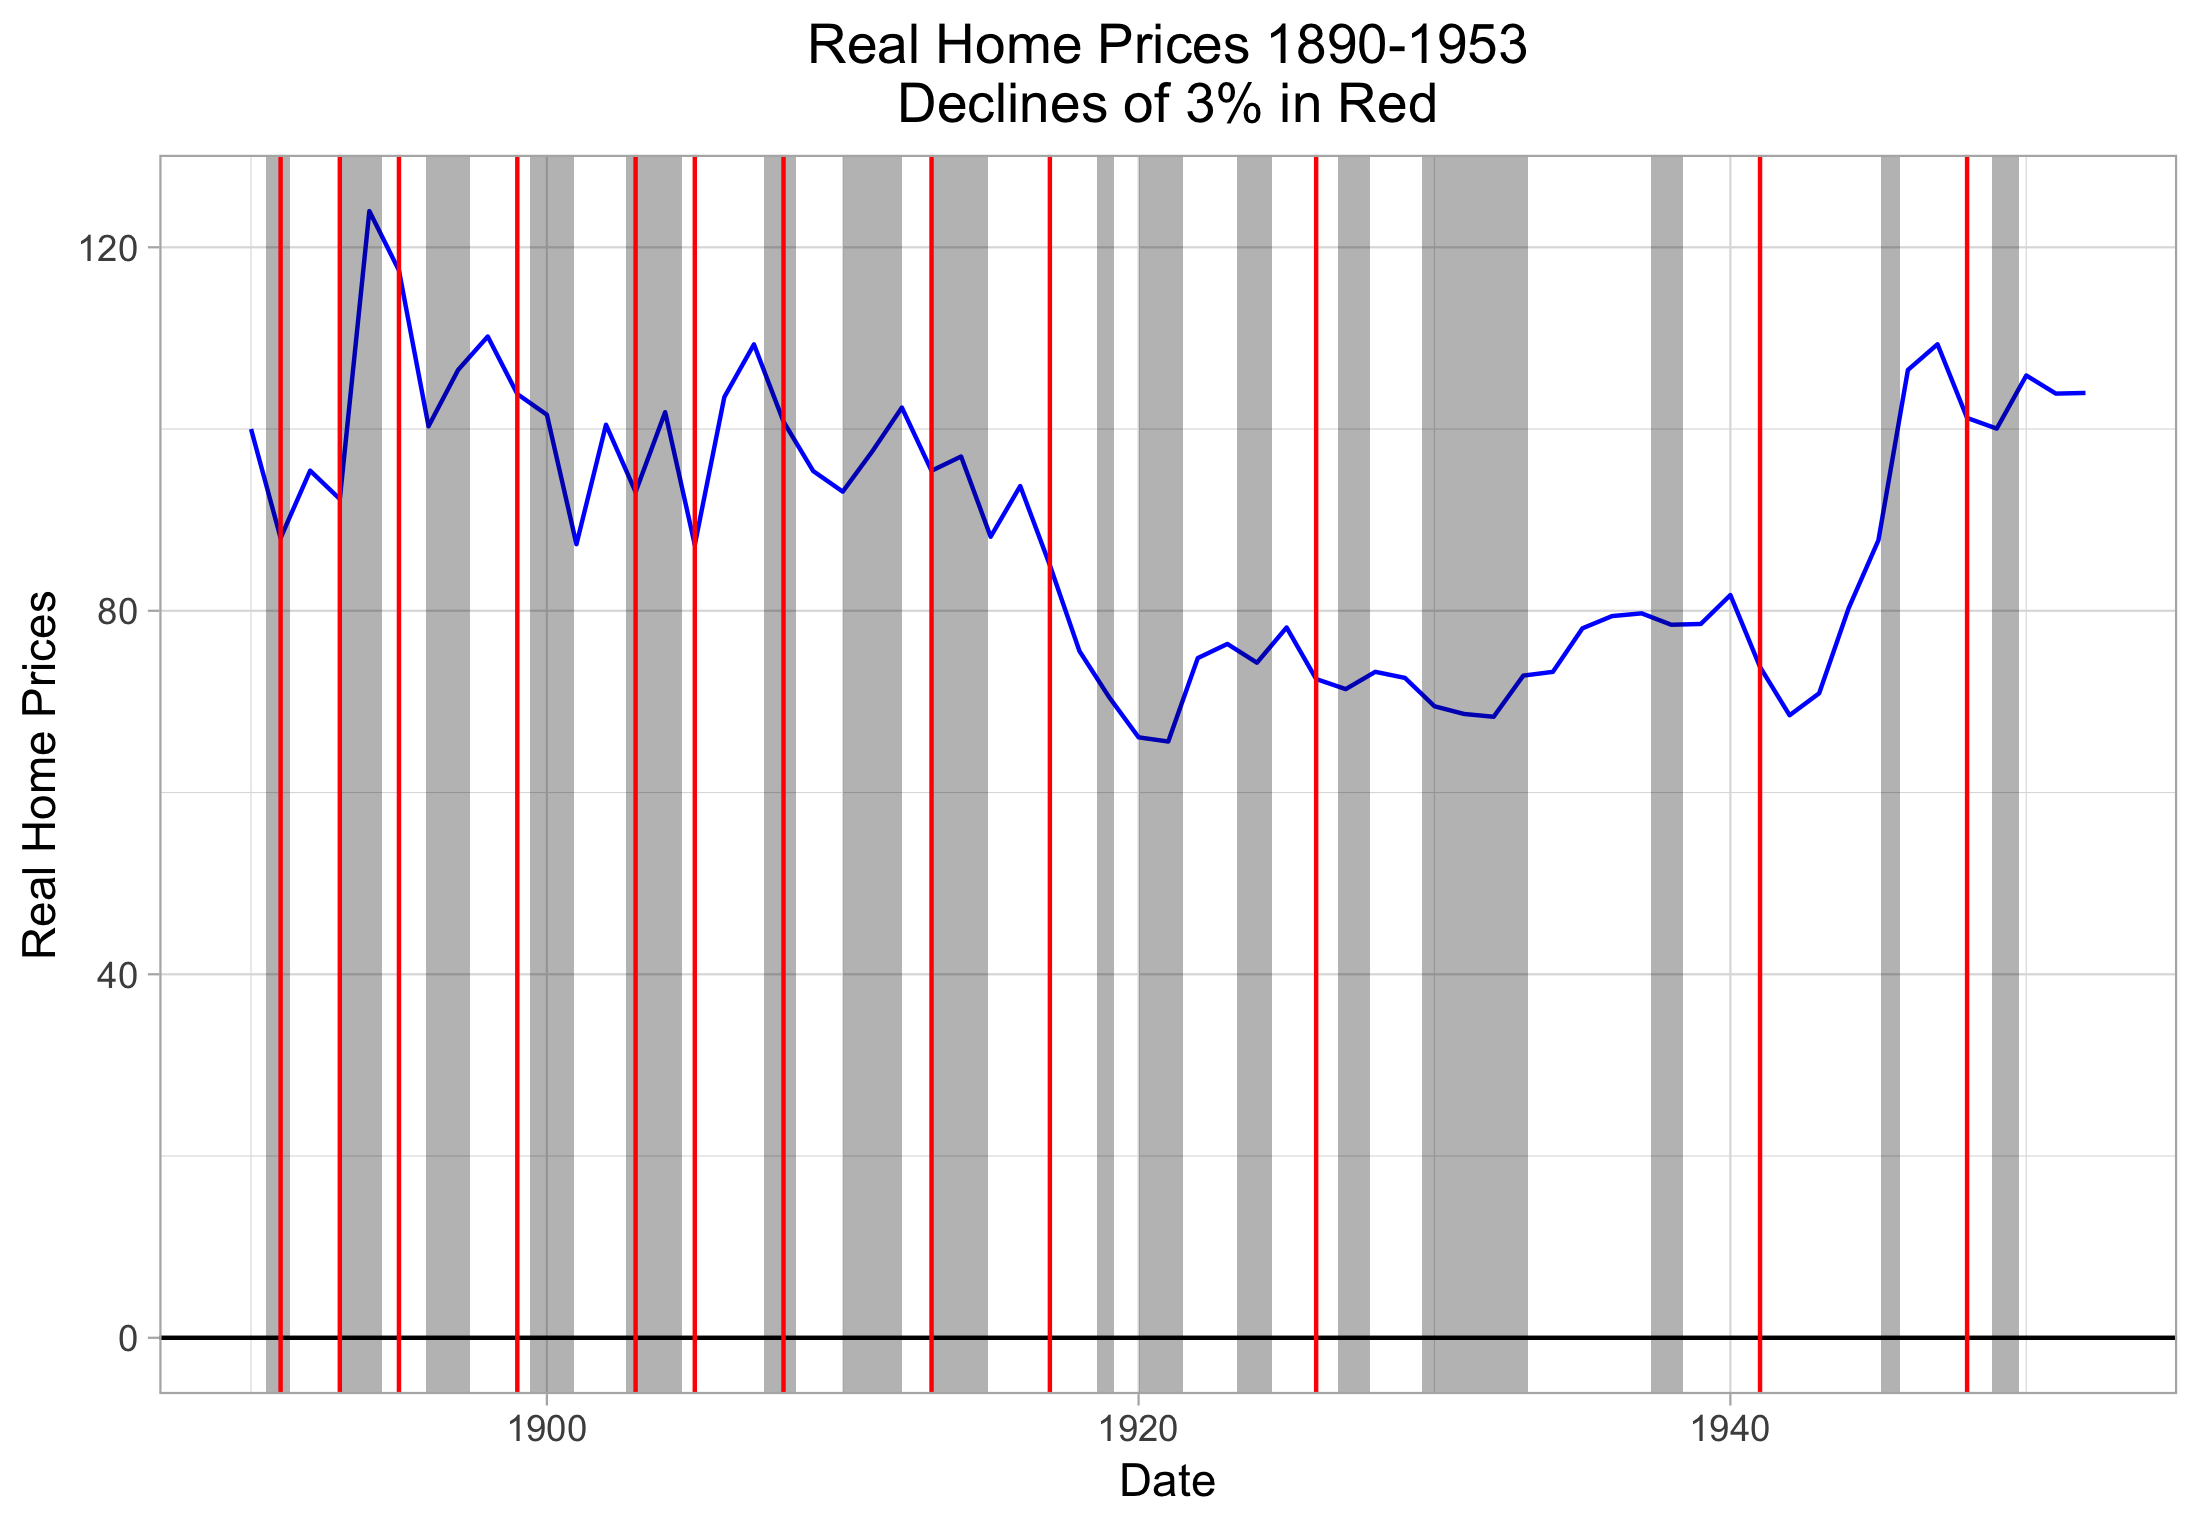 Real Home Prices 1890-1953
Declines of 3% in Red
120
80
40
0
Real Home Prices
1900
1920
1940
Date